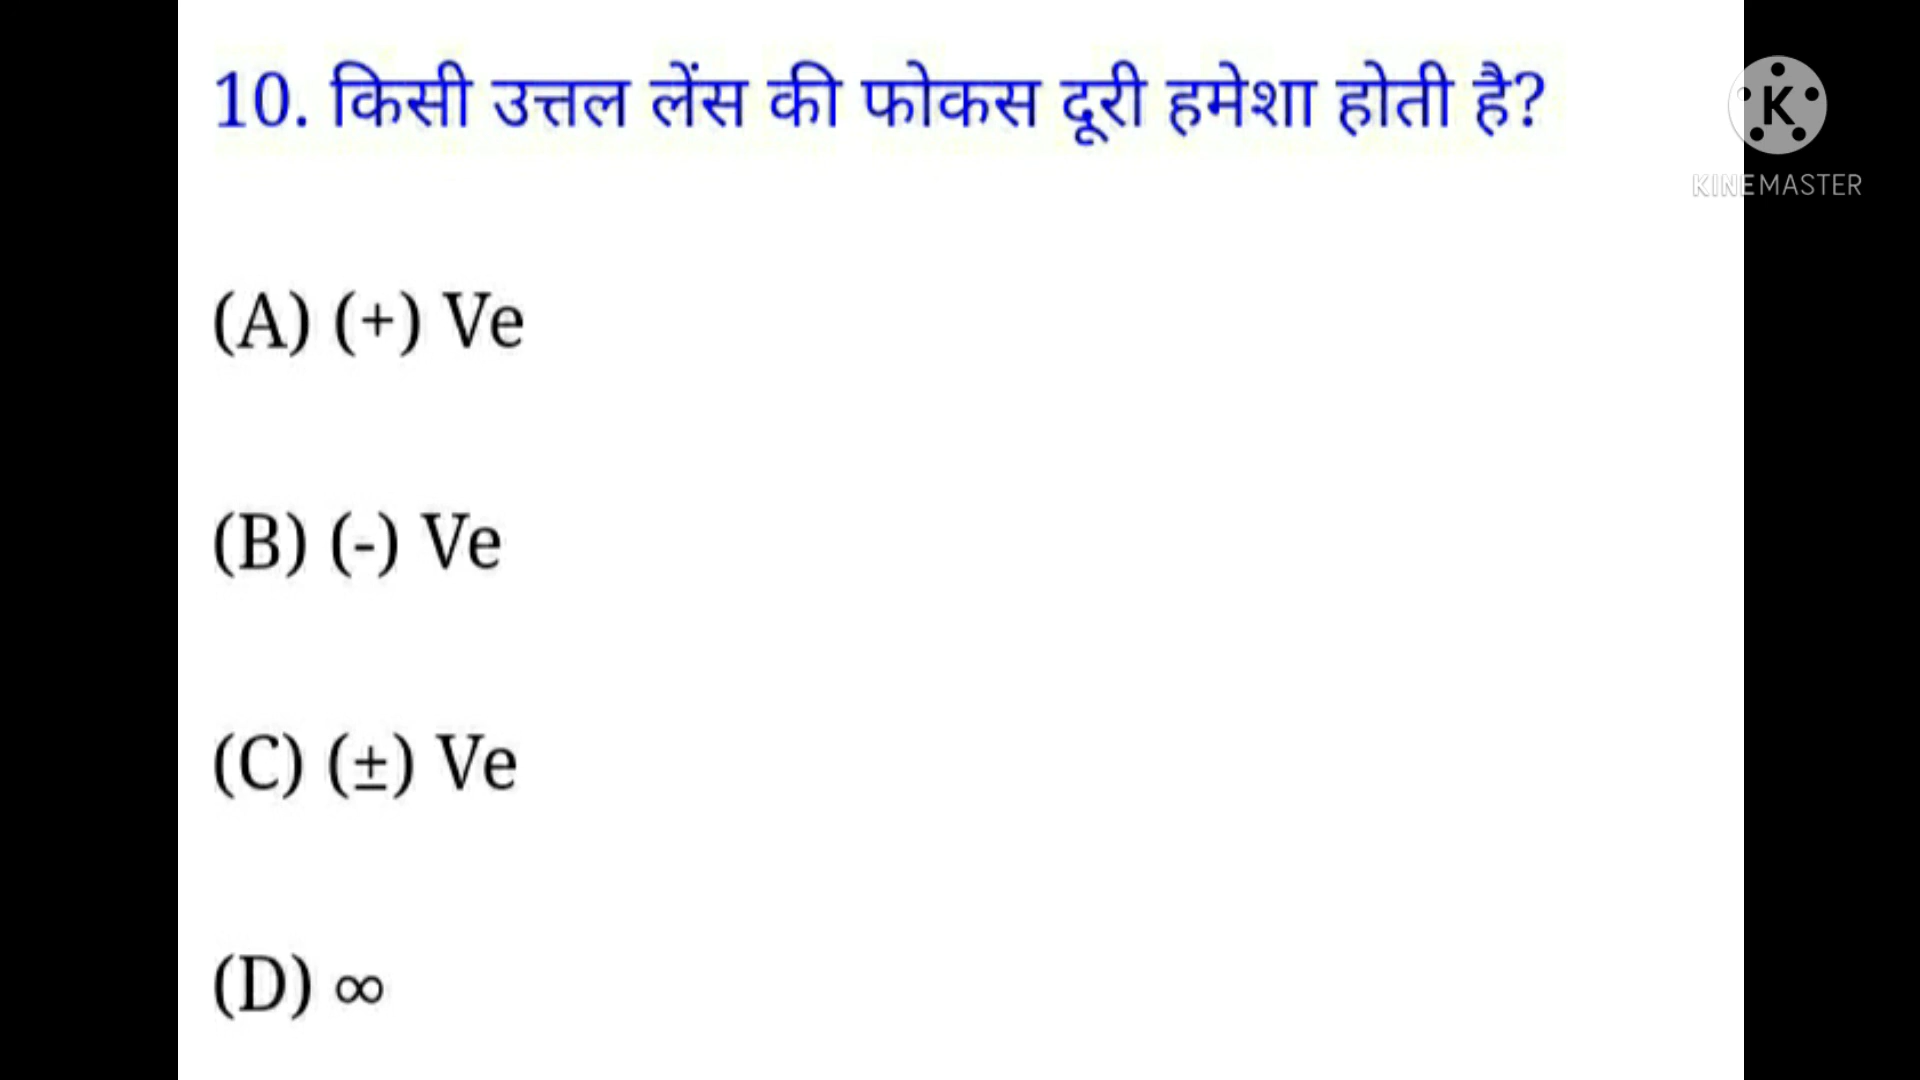 10. किसी उत्तल लेंस की फोकस दूरी हमेशा होती है?
K
KINEMASTER
(A) (+) Ve
(B) (-) Ve
(C) (±) Ve
(D) ∞